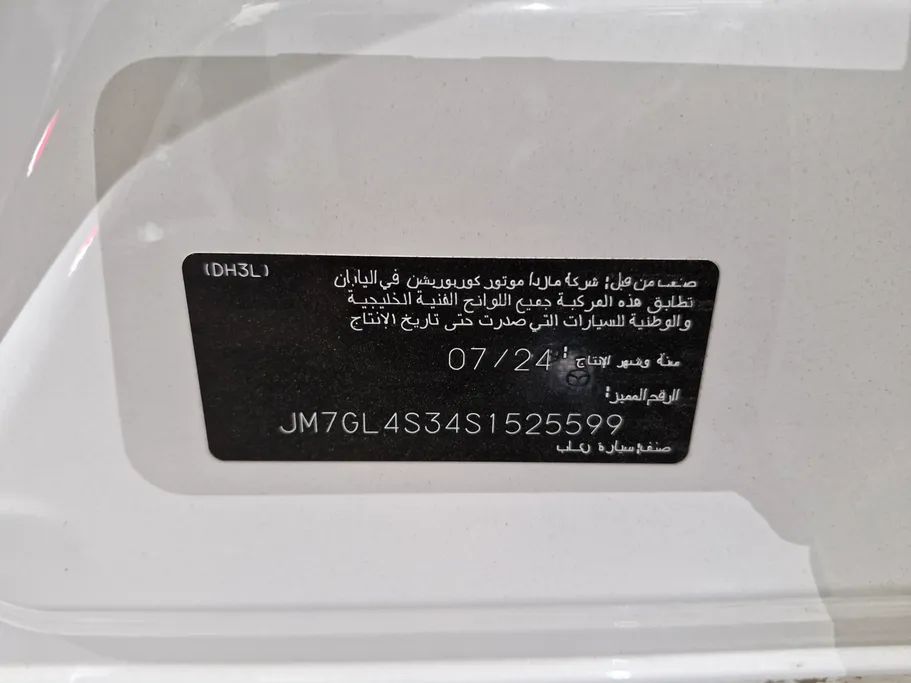 (DH3L)
صنعت من قبل: شركة مازدا موتور كوربوريشن في اليابان
تطابق هذه المركبة جميع اللوائح الفنية الخليجية
والوطنية للسيارات التي صدرت حتى تاريخ الإنتاج
سنة وشهر الإنتاج: 07/24
الرقم المميز:
JM7GL4S34S1525599
صنف: سيارة ركاب